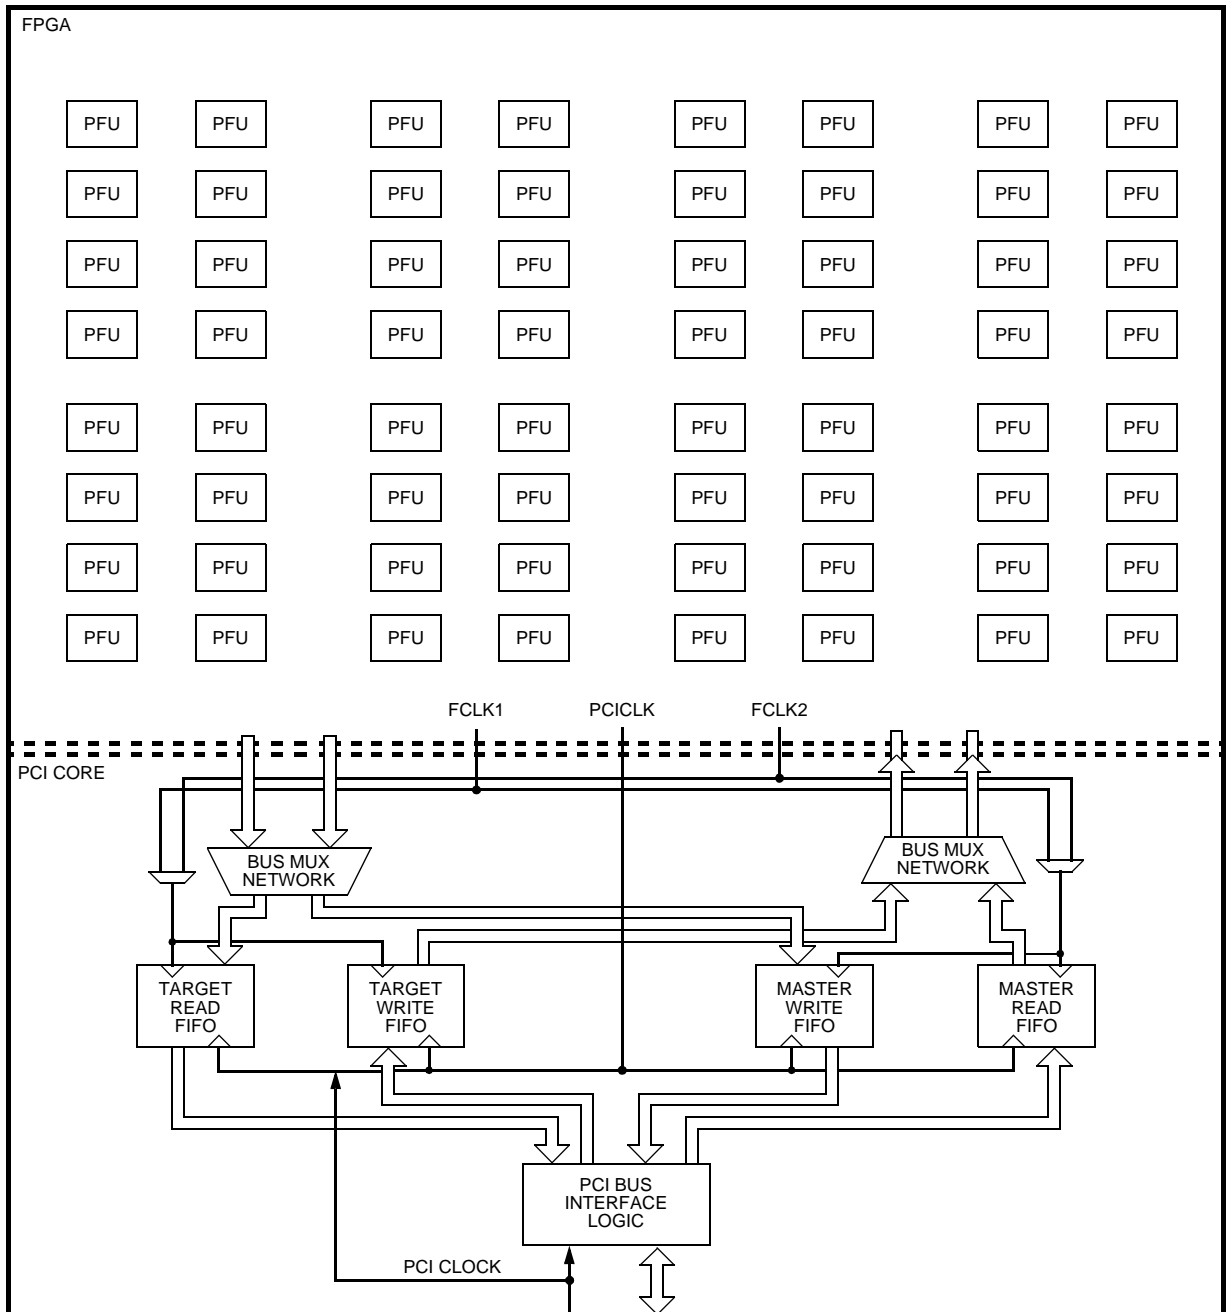 FPGA
PFU PFU PFU PFU PFU PFU PFU PFU
PFU PFU PFU PFU PFU PFU PFU PFU
PFU PFU PFU PFU PFU PFU PFU PFU
PFU PFU PFU PFU PFU PFU PFU PFU
PFU PFU PFU PFU PFU PFU PFU PFU
PFU PFU PFU PFU PFU PFU PFU PFU
PFU PFU PFU PFU PFU PFU PFU PFU
PFU PFU PFU PFU PFU PFU PFU PFU
FCLK1 PCICLK FCLK2
PCI CORE
BUS MUX
NETWORK
BUS MUX
NETWORK
TARGET
READ
FIFO
TARGET
WRITE
FIFO
MASTER
WRITE
FIFO
MASTER
READ
FIFO
PCI BUS
INTERFACE
LOGIC
PCI CLOCK